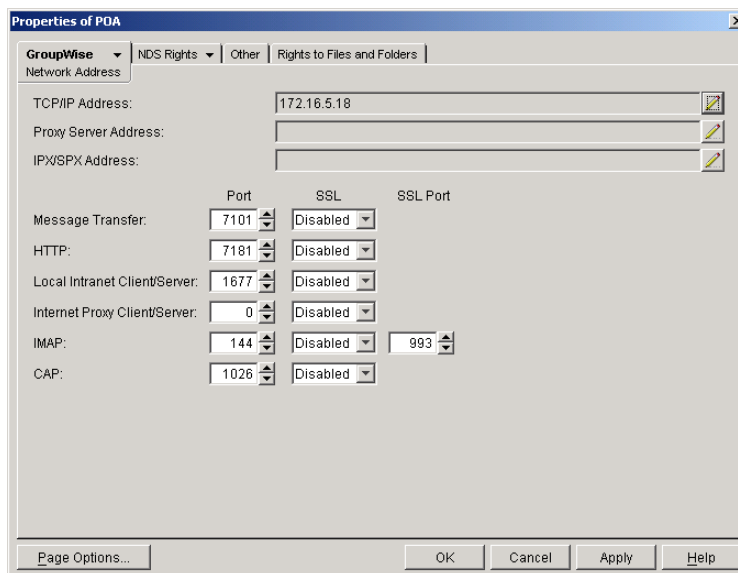 Properties of POA
GroupWise NDS Rights Other Rights to Files and Folders
Network Address
TCP/IP Address: 172.16.5.18
Proxy Server Address:
IPX/SPX Address:
Port SSL SSL Port
Message Transfer: 7101 Disabled
HTTP: 7181 Disabled
Local Intranet Client/Server: 1677 Disabled
Internet Proxy Client/Server: 0 Disabled
IMAP: 144 Disabled 993
CAP: 1026 Disabled
Page Options... OK Cancel Apply Help